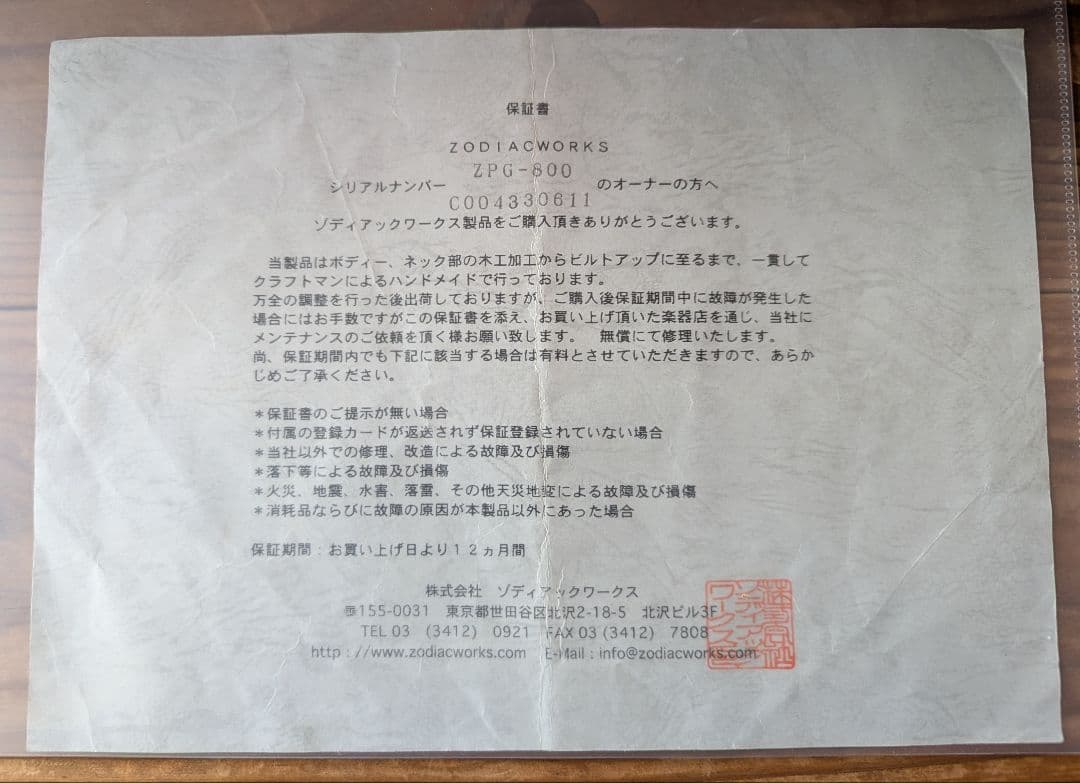 保証書
ZODIACWORKS
ZPG-800
シリアルナンバー のオーナーの方へ
C004330611
ゾディアックワークス製品をご購入頂きありがとうございます。
当製品はボディー、ネック部の木工加工からビルトアップに至るまで、一貫して
クラフトマンによるハンドメイドで行っております。
万全の調整を行った後出荷しておりますが、ご購入後保証期間中に故障が発生した
場合にはお手数ですがこの保証書を添え、お買い上げ頂いた楽器店を通じ、当社に
メンテナンスのご依頼を頂く様お願い致します。 無償にて修理いたします。
尚、保証期間内でも下記に該当する場合は有料とさせていただきますので、あらか
じめご了承ください。
＊保証書のご提示が無い場合
＊付属の登録カードが返送されず保証登録されていない場合
＊当社以外での修理、改造による故障及び損傷
＊落下等による故障及び損傷
＊火災、地震、水害、落雷、その他天災地変による故障及び損傷
＊消耗品ならびに故障の原因が本製品以外にあった場合
保証期間：お買い上げ日より１２ヵ月間
株式会社 ゾディアックワークス
〠155-0031 東京都世田谷区北沢2-18-5 北沢ビル3F
TEL 03 (3412) 0921 FAX 03 (3412) 7808
http://www.zodiacworks.com E-Mail : info@zodiacworks.com
株式会社
ゾディアック
ワークス